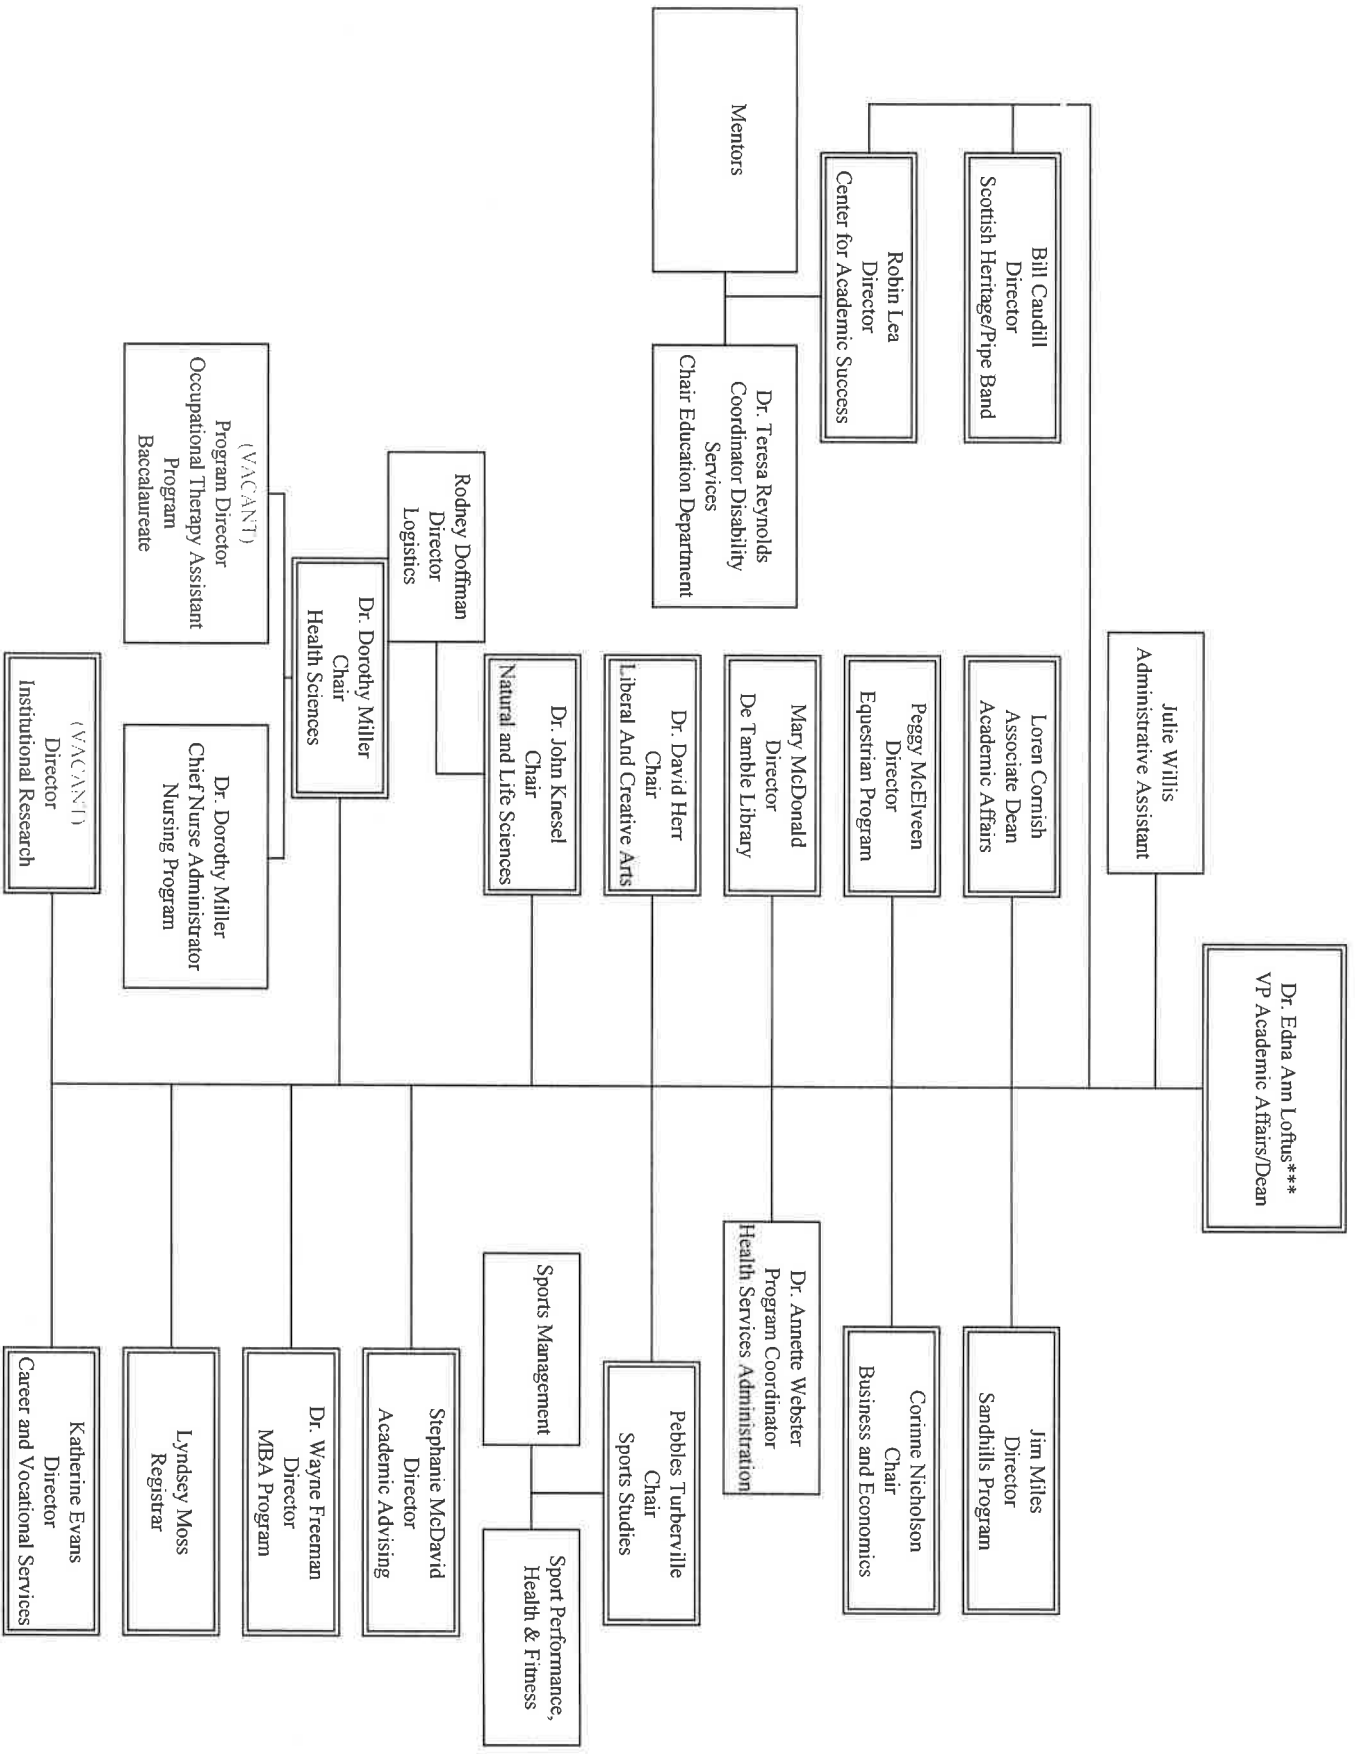 Dr. Edna Ann Loftus***
VP Academic Affairs/Dean
Julie Willis
Administrative Assistant
Bill Caudill
Director
Scottish Heritage/Pipe Band
Loren Cornish
Associate Dean
Academic Affairs
Jim Miles
Director
Sandhills Program
Robin Lea
Director
Center for Academic Success
Peggy McElveen
Director
Equestrian Program
Corinne Nicholson
Chair
Business and Economics
Mentors
Dr. Teresa Reynolds
Coordinator Disability
Services
Chair Education Department
Mary McDonald
Director
De Tamble Library
Dr. Annette Webster
Program Coordinator
Health Services Administration
Dr. David Herr
Chair
Liberal And Creative Arts
Pebbles Turberville
Chair
Sports Studies
Dr. John Knesel
Chair
Natural and Life Sciences
Sports Management
Sport Performance,
Health & Fitness
Rodney Doffman
Director
Logistics
Stephanie McDavid
Director
Academic Advising
Dr. Dorothy Miller
Chair
Health Sciences
Dr. Wayne Freeman
Director
MBA Program
(VACANT)
Program Director
Occupational Therapy Assistant
Program
Baccalaureate
Dr. Dorothy Miller
Chief Nurse Administrator
Nursing Program
Lyndsey Moss
Registrar
(VACANT)
Director
Institutional Research
Katherine Evans
Director
Career and Vocational Services